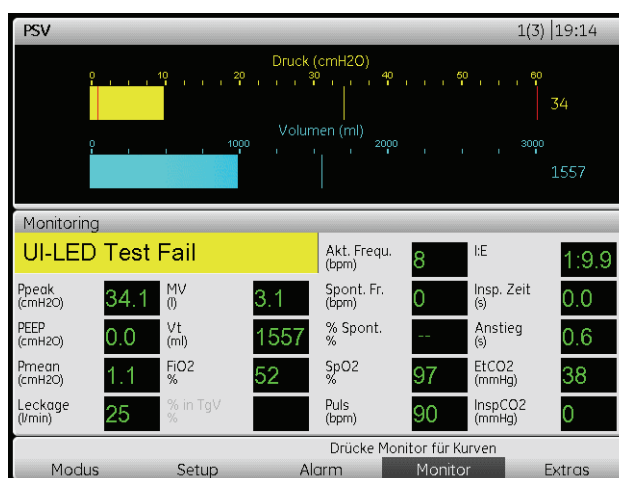 PSV 1(3) | 19:14
Druck (cmH2O)
0 10 20 30 40 50 60
34
Volumen (ml)
0 1000 2000 3000
1557
Monitoring
UI-LED Test Fail
Akt. Frequ. (bpm) 8
I:E 1:9.9
Ppeak (cmH2O) 34.1
MV (l) 3.1
Spont. Fr. (bpm) 0
Insp. Zeit (s) 0.0
PEEP (cmH2O) 0.0
Vt (ml) 1557
% Spont. % --
Anstieg (s) 0.6
Pmean (cmH2O) 1.1
FiO2 % 52
SpO2 % 97
EtCO2 (mmHg) 38
Leckage (l/min) 25
% in TgV %
Puls (bpm) 90
InspCO2 (mmHg) 0
Drücke Monitor für Kurven
Modus Setup Alarm Monitor Extras